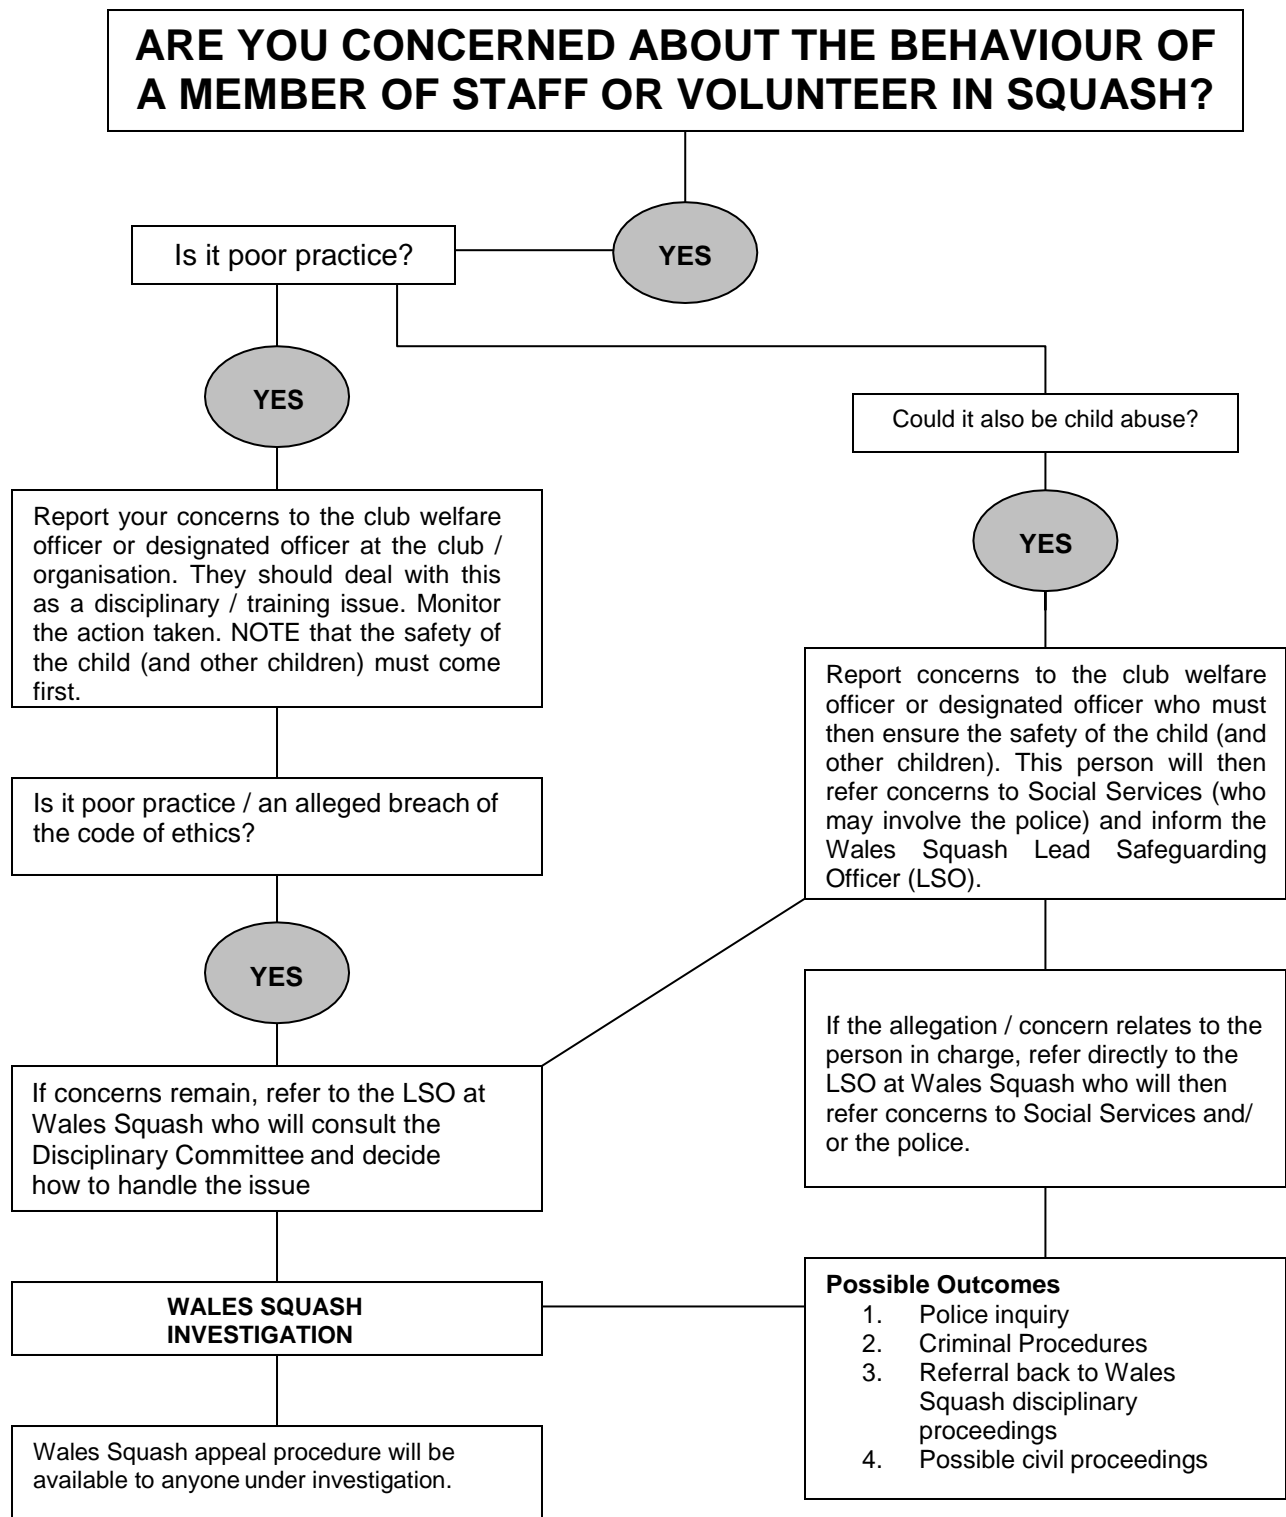 ARE YOU CONCERNED ABOUT THE BEHAVIOUR OF
A MEMBER OF STAFF OR VOLUNTEER IN SQUASH?
YES
Is it poor practice?
YES
Could it also be child abuse?
YES
Report your concerns to the club welfare
officer or designated officer at the club /
organisation. They should deal with this
as a disciplinary / training issue. Monitor
the action taken. NOTE that the safety of
the child (and other children) must come
first.
Report concerns to the club welfare
officer or designated officer who must
then ensure the safety of the child (and
other children). This person will then
refer concerns to Social Services (who
may involve the police) and inform the
Wales Squash Lead Safeguarding
Officer (LSO).
Is it poor practice / an alleged breach of
the code of ethics?
YES
If the allegation / concern relates to the
person in charge, refer directly to the
LSO at Wales Squash who will then
refer concerns to Social Services and/
or the police.
If concerns remain, refer to the LSO at
Wales Squash who will consult the
Disciplinary Committee and decide
how to handle the issue
WALES SQUASH
INVESTIGATION
Possible Outcomes
1. Police inquiry
2. Criminal Procedures
3. Referral back to Wales
Squash disciplinary
proceedings
4. Possible civil proceedings
Wales Squash appeal procedure will be
available to anyone under investigation.